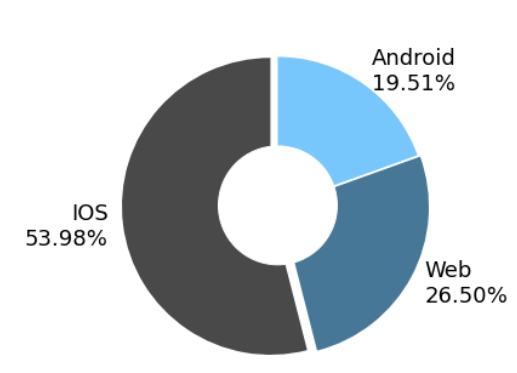 Android
19.51%
IOS
53.98%
Web
26.50%